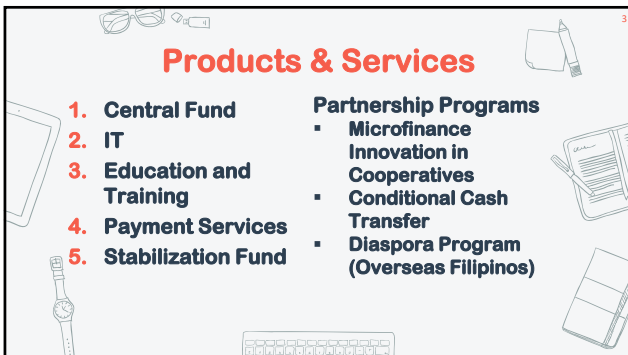 3
Products & Services
1. Central Fund
2. IT
3. Education and
Training
4. Payment Services
5. Stabilization Fund
Partnership Programs
▪ Microfinance
Innovation in
Cooperatives
▪ Conditional Cash
Transfer
▪ Diaspora Program
(Overseas Filipinos)